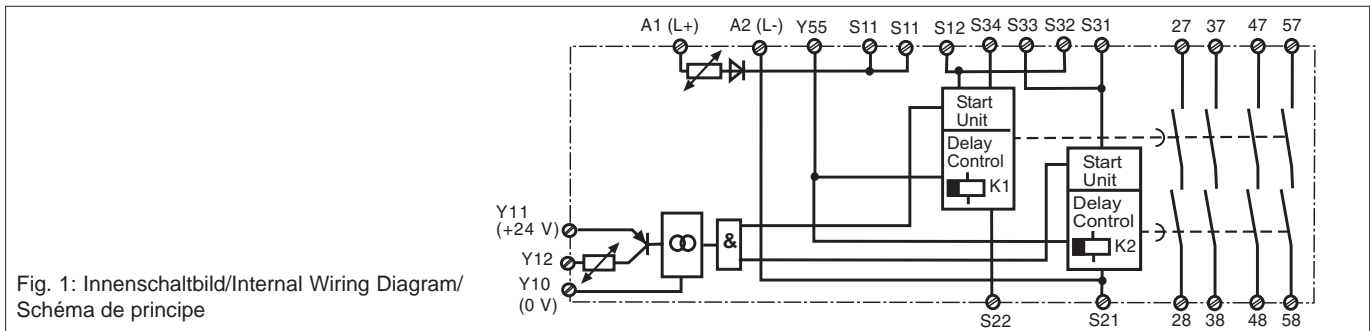 A1 (L+) A2 (L-) Y55 S11 S11 S12 S34 S33 S32 S31 27 37 47 57
Start
Unit
Delay
Control
K1
Start
Unit
Delay
Control
K2
Y11
(+24 V)
&
Y12
Y10
(0 V)
Fig. 1: Innenschaltbild/Internal Wiring Diagram/
Schéma de principe
S22 S21 28 38 48 58